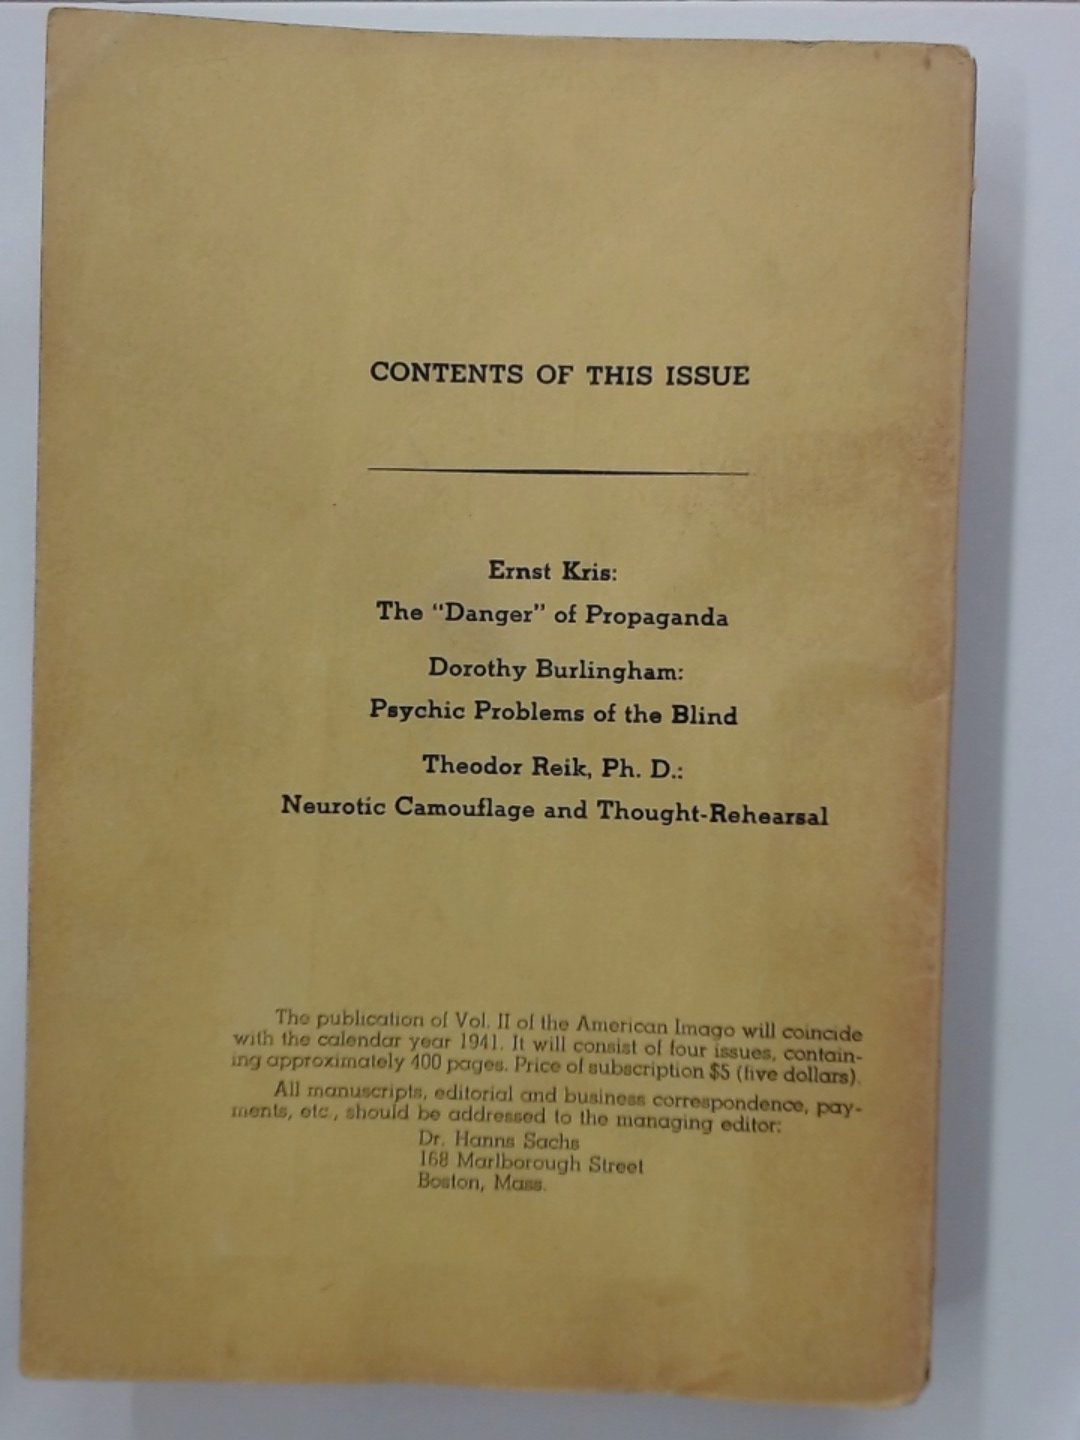 CONTENTS OF THIS ISSUE
Ernst Kris:
The “Danger” of Propaganda
Dorothy Burlingham:
Psychic Problems of the Blind
Theodor Reik, Ph. D.:
Neurotic Camouflage and Thought-Rehearsal
The publication of Vol. II of the American Imago will coincide
with the calendar year 1941. It will consist of four issues, contain-
ing approximately 400 pages. Price of subscription $5 (five dollars).
All manuscripts, editorial and business correspondence, pay-
ments, etc., should be addressed to the managing editor:
Dr. Hanns Sachs
168 Marlborough Street
Boston, Mass.